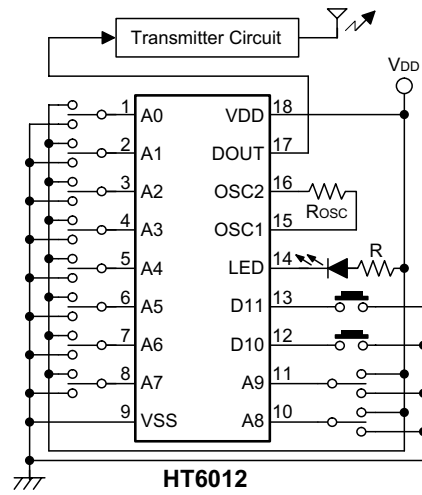 Transmitter Circuit
VDD
1 A0 VDD 18
2 A1 DOUT 17
3 A2 OSC2 16
ROSC
4 A3 OSC1 15
5 A4 LED 14
R
6 A5 D11 13
7 A6 D10 12
8 A7 A9 11
9 VSS A8 10
HT6012